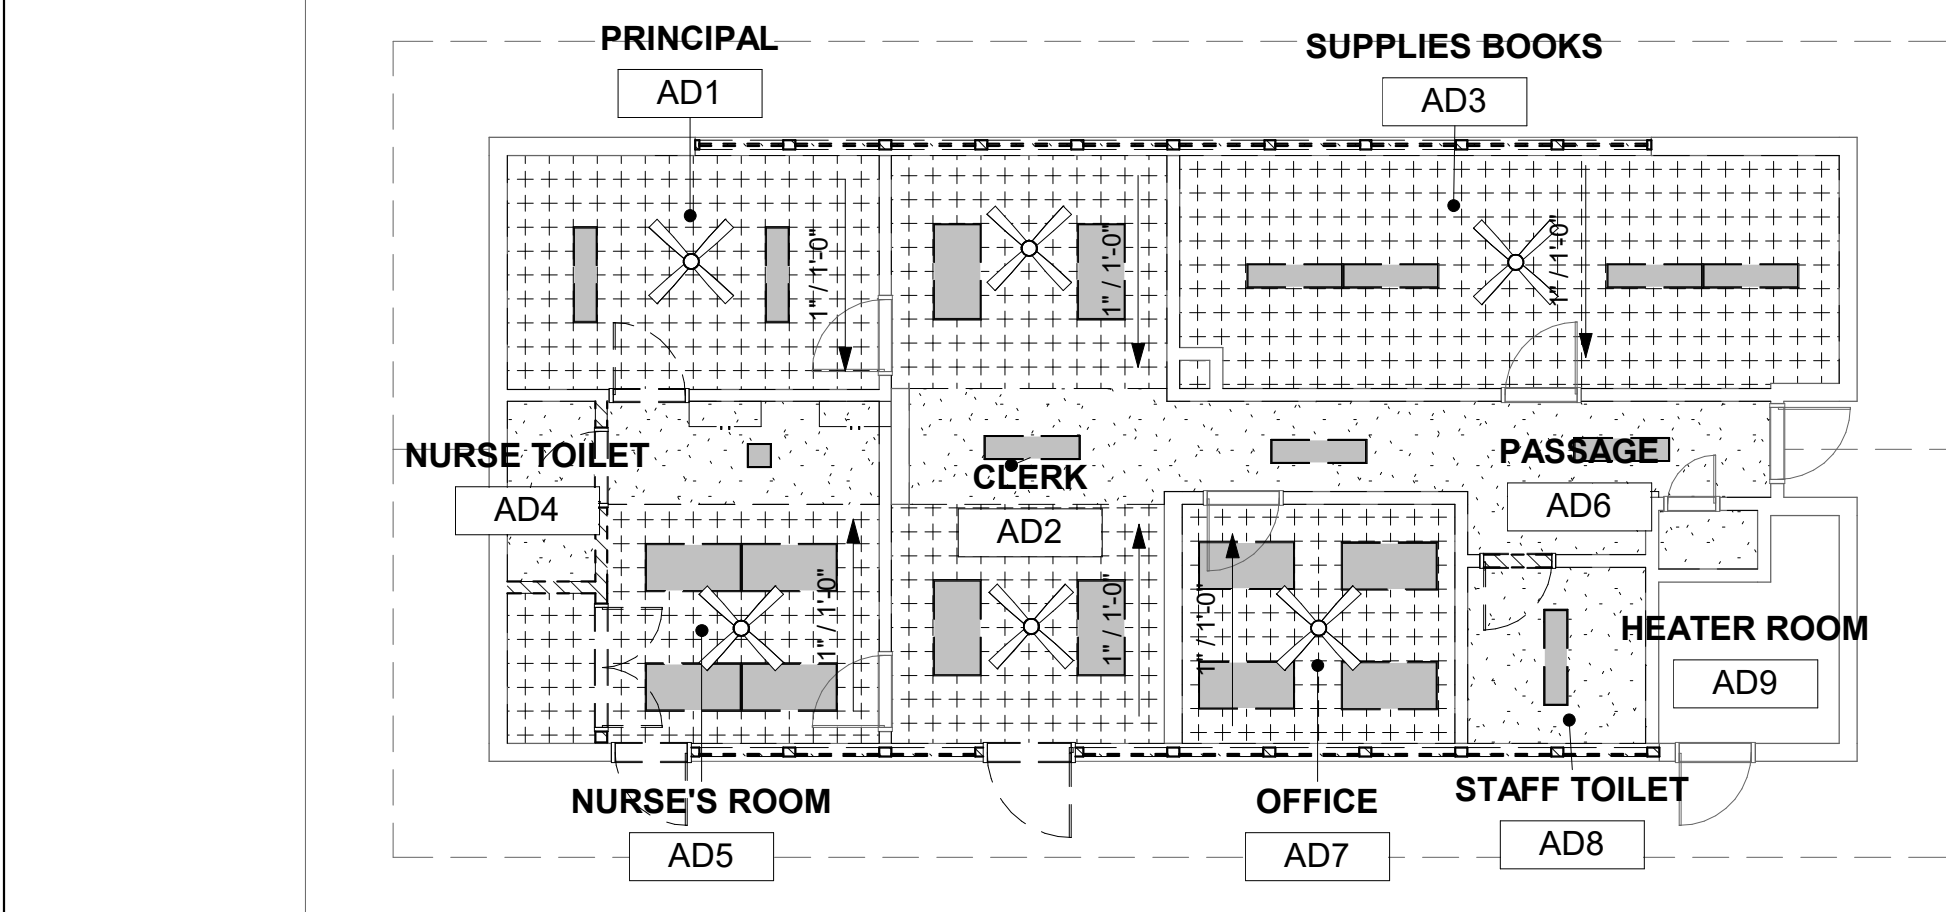 PRINCIPAL
AD1
SUPPLIES BOOKS
AD3
1" / 1'-0"
1" / 1'-0"
1" / 1'-0"
NURSE TOILET
AD4
CLERK
AD2
PASSAGE
AD6
1" / 1'-0"
1" / 1'-0"
1" / 1'-0"
HEATER ROOM
AD9
NURSE'S ROOM
AD5
OFFICE
AD7
STAFF TOILET
AD8